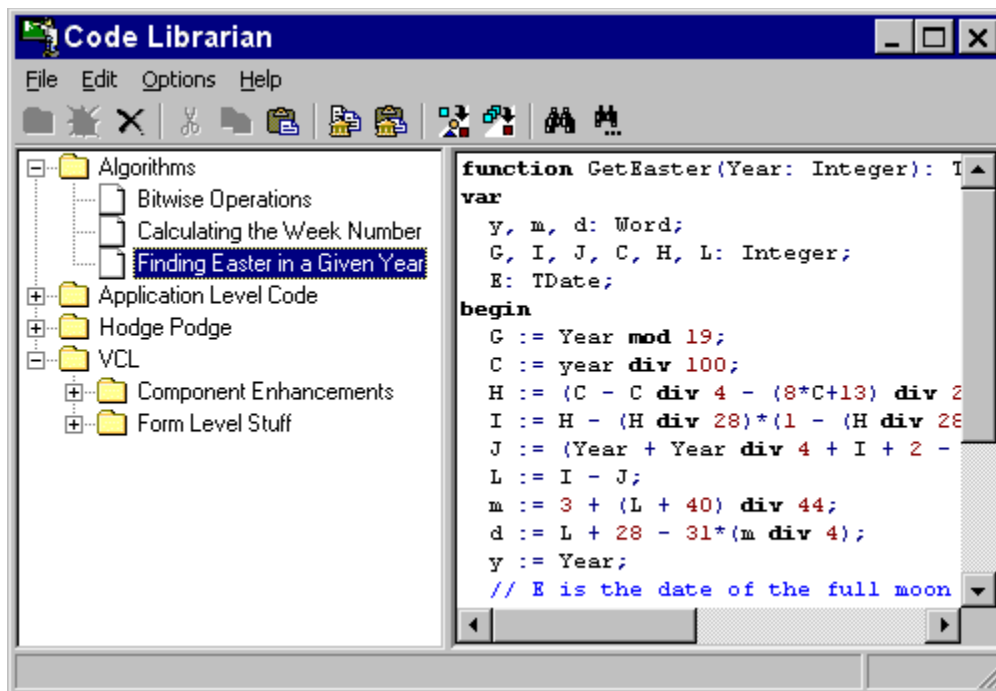 Code Librarian
File Edit Options Help
Algorithms
Bitwise Operations
Calculating the Week Number
Finding Easter in a Given Year
Application Level Code
Hodge Podge
VCL
Component Enhancements
Form Level Stuff
function GetEaster(Year: Integer): T
var
y, m, d: Word;
G, I, J, C, H, L: Integer;
E: TDate;
begin
G := Year mod 19;
C := year div 100;
H := (C - C div 4 - (8*C+13) div 2
I := H - (H div 28)*(1 - (H div 28
J := (Year + Year div 4 + I + 2 -
L := I - J;
m := 3 + (L + 40) div 44;
d := L + 28 - 31*(m div 4);
y := Year;
// E is the date of the full moon